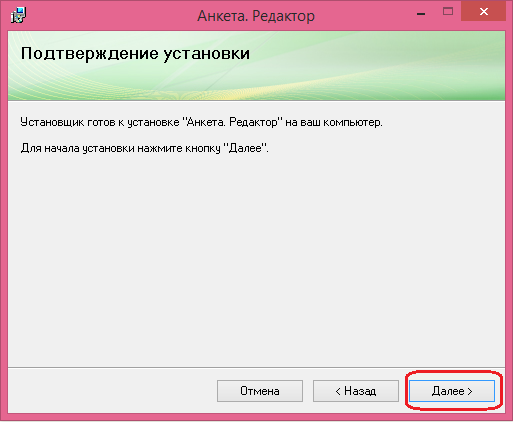 Анкета. Редактор
Подтверждение установки
Установщик готов к установке "Анкета. Редактор" на ваш компьютер.
Для начала установки нажмите кнопку "Далее".
Отмена
< Назад
Далее >